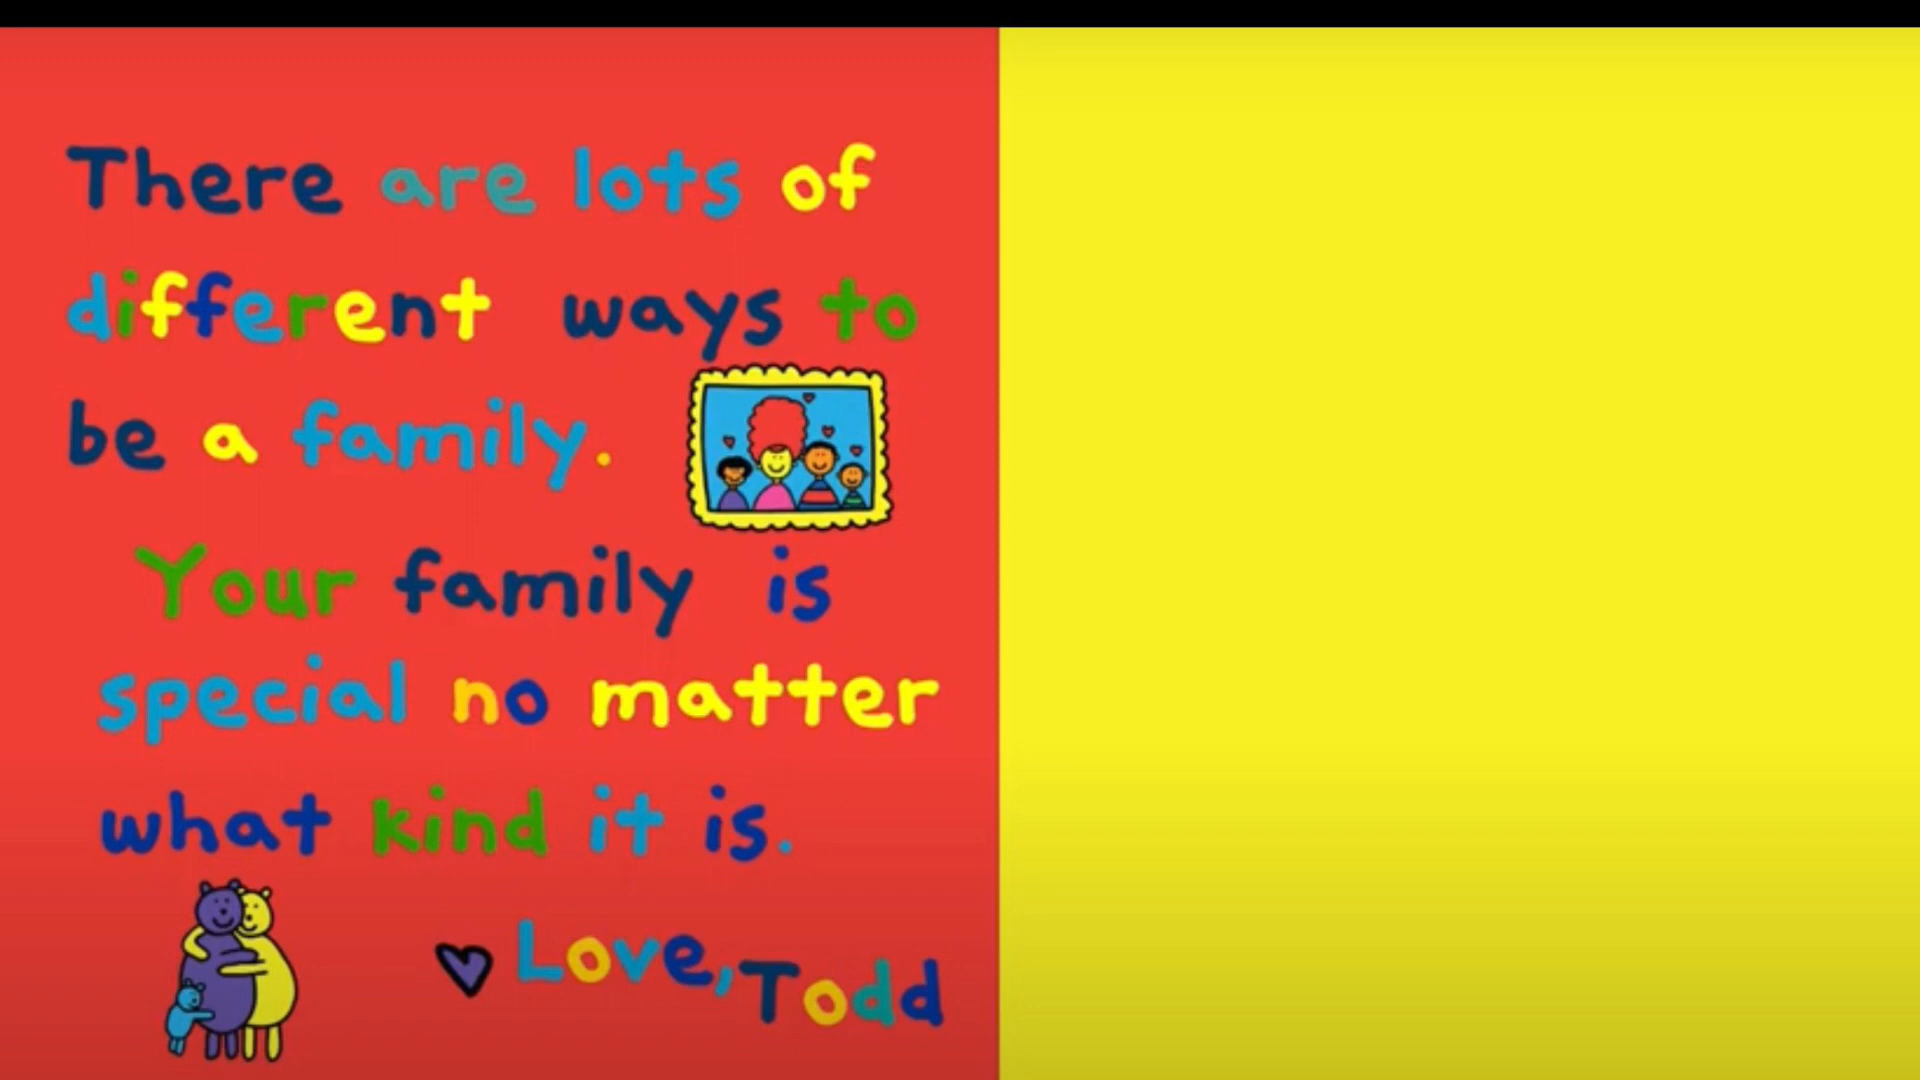 There are lots of
different ways to
be a family.
Your family is
special no matter
what kind it is.
Love, Todd